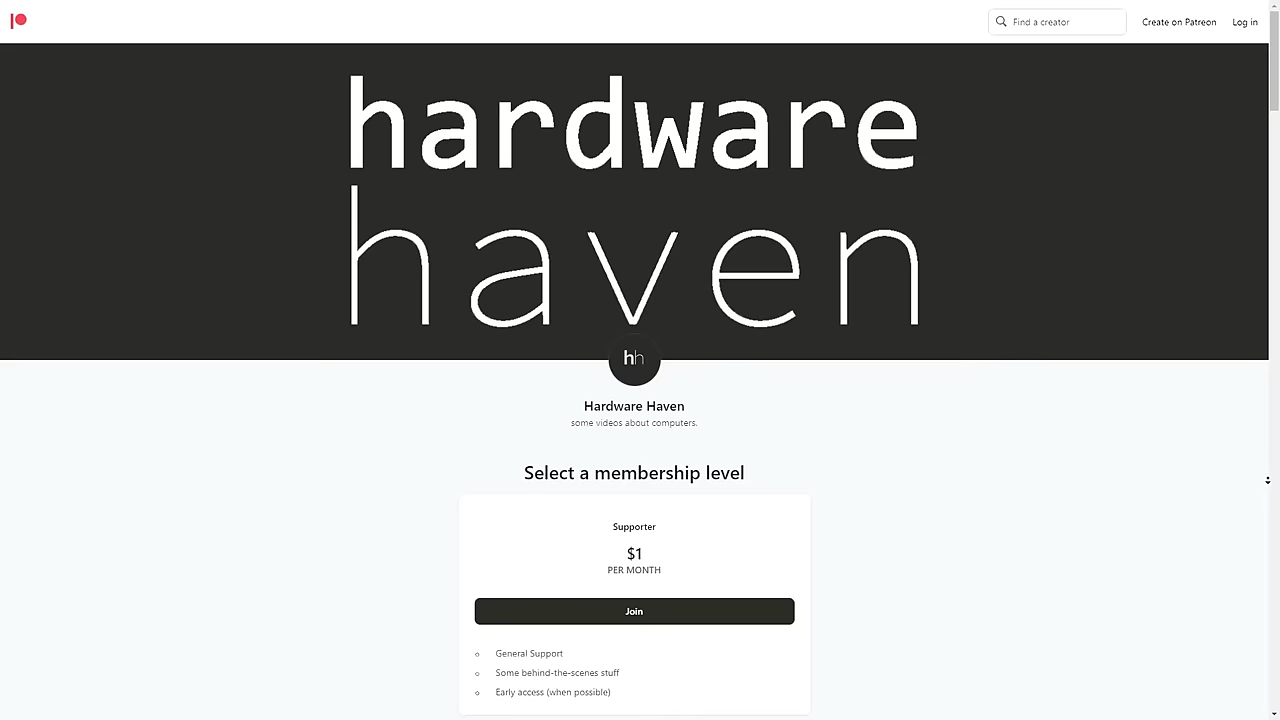 Find a creator
Create on Patreon
Log in
hardware
haven
hh
Hardware Haven
some videos about computers.
Select a membership level
Supporter
$1
PER MONTH
Join
General Support
Some behind-the-scenes stuff
Early access (when possible)